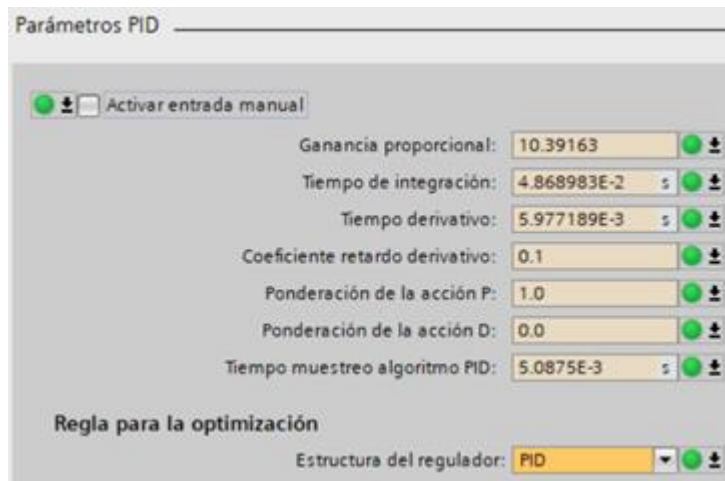 Parámetros PID
Activar entrada manual
Ganancia proporcional: 10.39163
Tiempo de integración: 4.868983E-2 s
Tiempo derivativo: 5.977189E-3 s
Coeficiente retardo derivativo: 0.1
Ponderación de la acción P: 1.0
Ponderación de la acción D: 0.0
Tiempo muestreo algoritmo PID: 5.0875E-3 s
Regla para la optimización
Estructura del regulador: PID